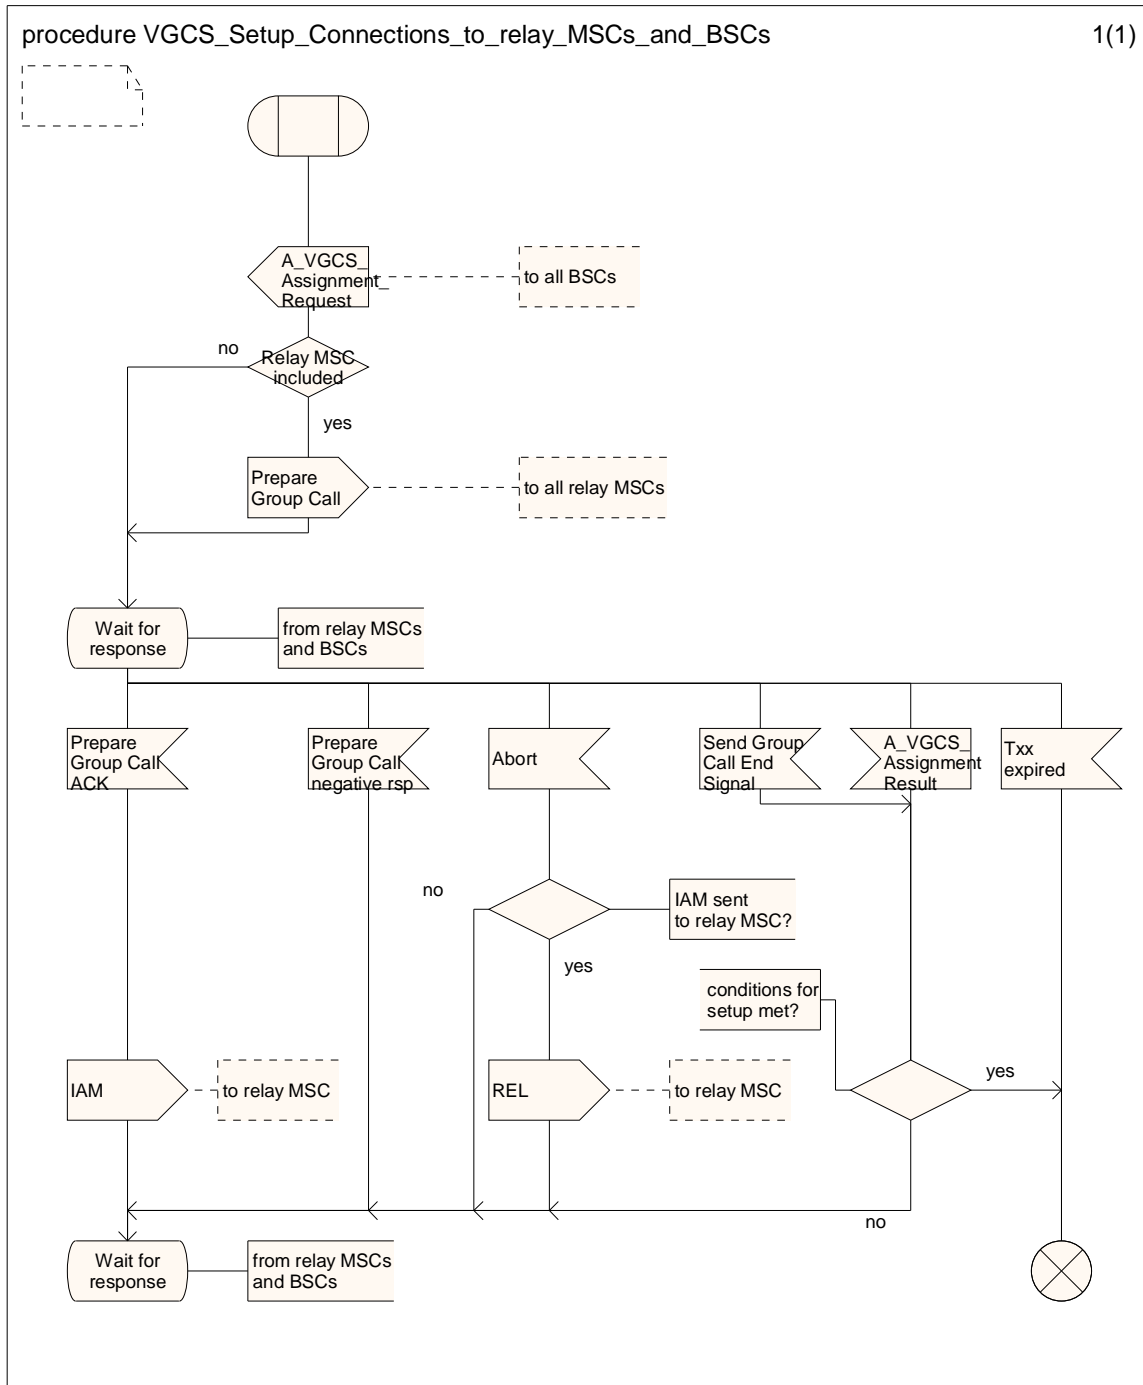 procedure VGCS_Setup_Connections_to_relay_MSCs_and_BSCs
1(1)
A_VGCS_
Assignment_
Request
to all BSCs
no
Relay MSC
included
yes
Prepare
Group Call
to all relay MSCs
Wait for
response
from relay MSCs
and BSCs
Prepare
Group Call
ACK
Prepare
Group Call
negative rsp
Abort
Send Group
Call End
Signal
A_VGCS_
Assignment
Result
Txx
expired
no
IAM sent
to relay MSC?
yes
conditions for
setup met?
IAM
to relay MSC
REL
to relay MSC
yes
no
Wait for
response
from relay MSCs
and BSCs